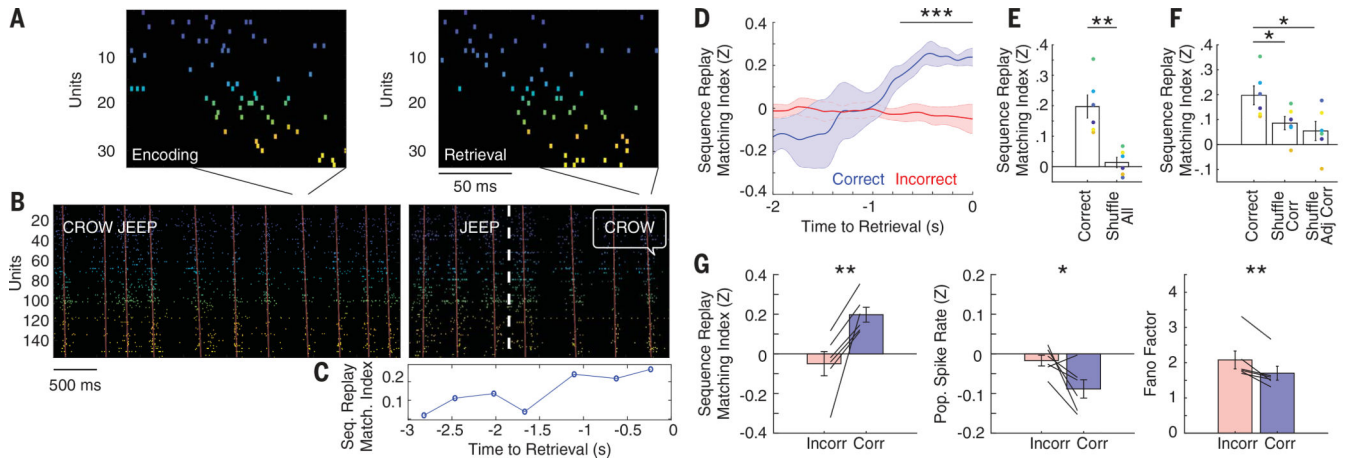 A
Units
10
20
30
Encoding
Retrieval
50 ms
B
Units
20
40
60
80
100
120
140
CROW JEEP
JEEP
CROW
500 ms
C
Seq. Replay
Match. Index
0.2
0.1
-3 -2.5 -2 -1.5 -1 -0.5 0
Time to Retrieval (s)
D
Sequence Replay
Matching Index (Z)
0.4
0.2
0
-0.2
-0.4
***
Correct Incorrect
-2 -1 0
Time to Retrieval (s)
E
**
Sequence Replay
Matching Index (Z)
.4
.3
.2
.1
0
Correct
Shuffle
All
F
*
*
Sequence Replay
Matching Index (Z)
.4
.3
.2
.1
0
-.1
Correct
Shuffle
Corr
Shuffle
Adj Corr
G
**
Sequence Replay
Matching Index (Z)
0.4
0.2
0
-0.2
-0.4
Incorr Corr
*
Pop. Spike Rate (Z)
0.2
0.1
0
-0.1
-0.2
Incorr Corr
**
Fano Factor
4
3
2
1
0
Incorr Corr